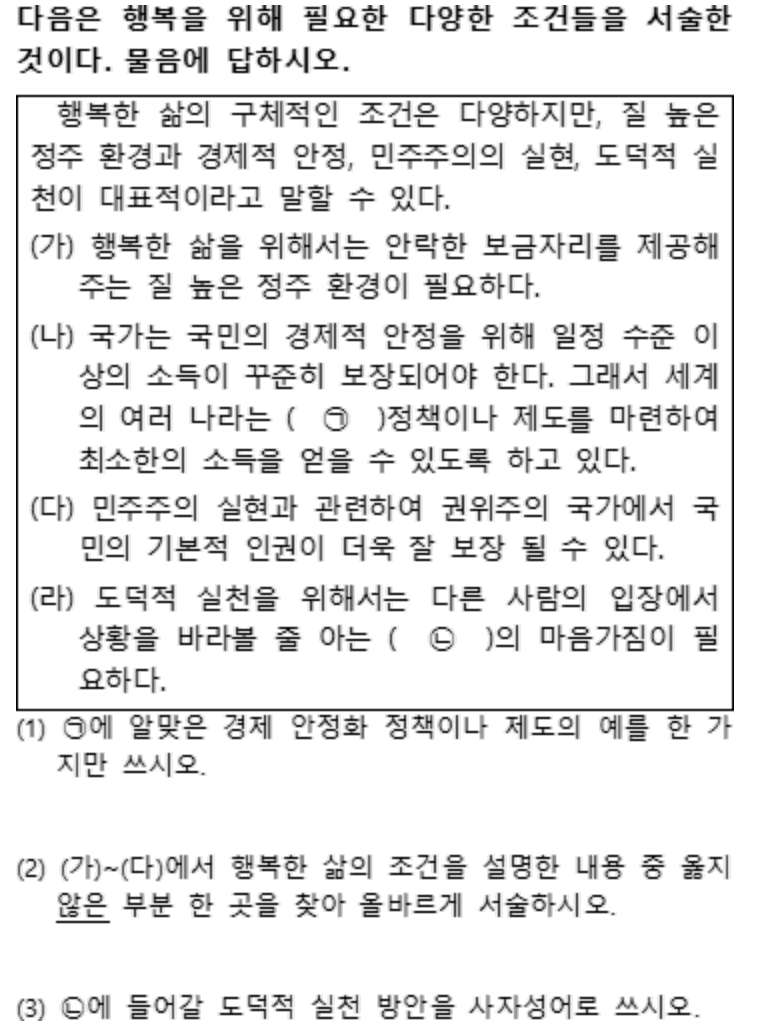 다음은 행복을 위해 필요한 다양한 조건들을 서술한
것이다. 물음에 답하시오.
행복한 삶의 구체적인 조건은 다양하지만, 질 높은
정주 환경과 경제적 안정, 민주주의의 실현, 도덕적 실
천이 대표적이라고 말할 수 있다.
(가) 행복한 삶을 위해서는 안락한 보금자리를 제공해
주는 질 높은 정주 환경이 필요하다.
(나) 국가는 국민의 경제적 안정을 위해 일정 수준 이
상의 소득이 꾸준히 보장되어야 한다. 그래서 세계
의 여러 나라는 ( ㉠ )정책이나 제도를 마련하여
최소한의 소득을 얻을 수 있도록 하고 있다.
(다) 민주주의 실현과 관련하여 권위주의 국가에서 국
민의 기본적 인권이 더욱 잘 보장 될 수 있다.
(라) 도덕적 실천을 위해서는 다른 사람의 입장에서
상황을 바라볼 줄 아는 ( ㉡ )의 마음가짐이 필
요하다.
(1) ㉠에 알맞은 경제 안정화 정책이나 제도의 예를 한 가
지만 쓰시오.
(2) (가)~(다)에서 행복한 삶의 조건을 설명한 내용 중 옳지
않은 부분 한 곳을 찾아 올바르게 서술하시오.
(3) ㉡에 들어갈 도덕적 실천 방안을 사자성어로 쓰시오.